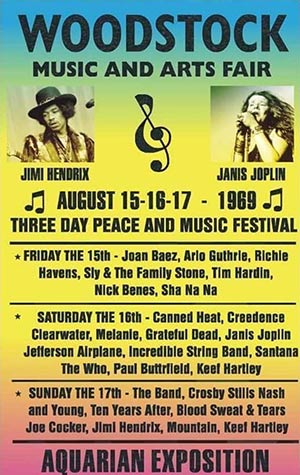 WOODSTOCK
MUSIC AND ARTS FAIR
JIMI HENDRIX
JANIS JOPLIN
AUGUST 15-16-17 - 1969
THREE DAY PEACE AND MUSIC FESTIVAL
★ FRIDAY THE 15th - Joan Baez, Arlo Guthrie, Richie
Havens, Sly & The Family Stone, Tim Hardin,
Nick Benes, Sha Na Na
★ SATURDAY THE 16th - Canned Heat, Creedence
Clearwater, Melanie, Grateful Dead, Janis Joplin
Jefferson Airplane, Incredible String Band, Santana
The Who, Paul Buttrfield, Keef Hartley
★ SUNDAY THE 17th - The Band, Crosby Stills Nash
and Young, Ten Years After, Blood Sweat & Tears
Joe Cocker, Jimi Hendrix, Mountain, Keef Hartley
AQUARIAN EXPOSITION